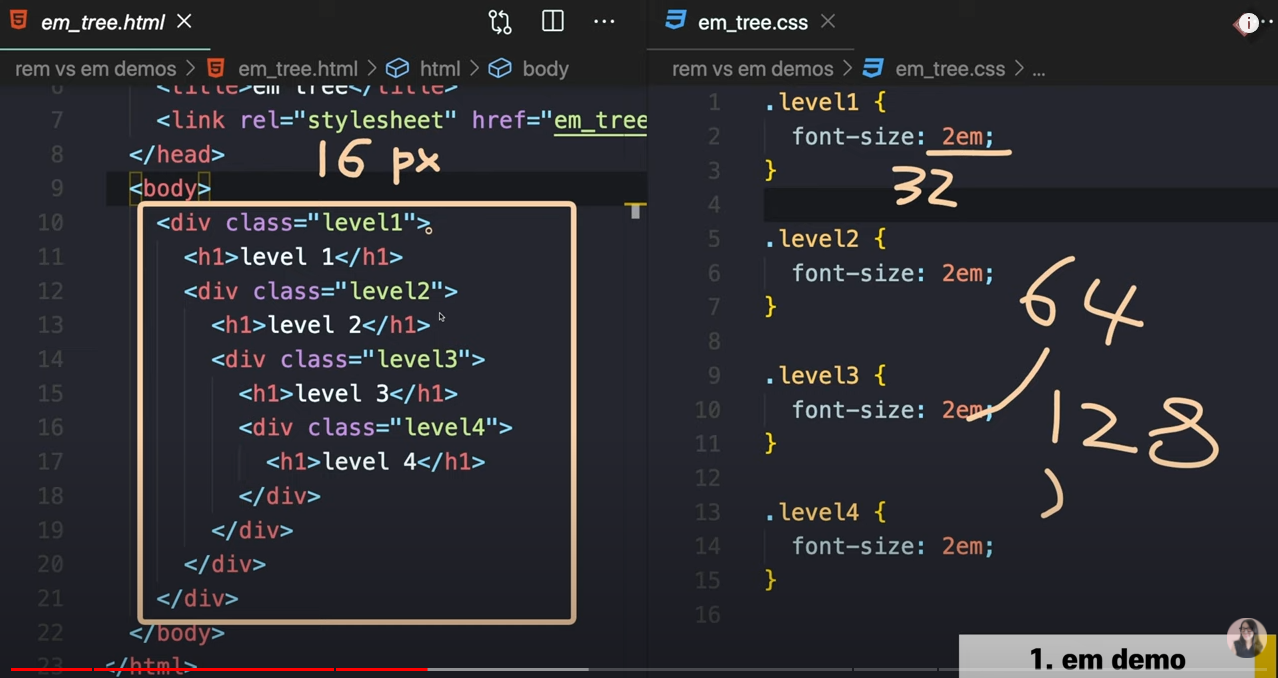 em_tree.html
em_tree.css
rem vs em demos > em_tree.html > html > body
rem vs em demos > em_tree.css > ...
6 <title>em tree</title>
7 <link rel="stylesheet" href="em_tree
8 </head>
16 px
9 <body>
10 <div class="level1">
11 <h1>level 1</h1>
12 <div class="level2">
13 <h1>level 2</h1>
14 <div class="level3">
15 <h1>level 3</h1>
16 <div class="level4">
17 <h1>level 4</h1>
18 </div>
19 </div>
20 </div>
21 </div>
22 </body>
23 </html>
1 .level1 {
2 font-size: 2em;
3 }
32
4
5 .level2 {
6 font-size: 2em;
64
7 }
8
9 .level3 {
10 font-size: 2em;
128
11 }
12
13 .level4 {
14 font-size: 2em;
15 }
16
1. em demo